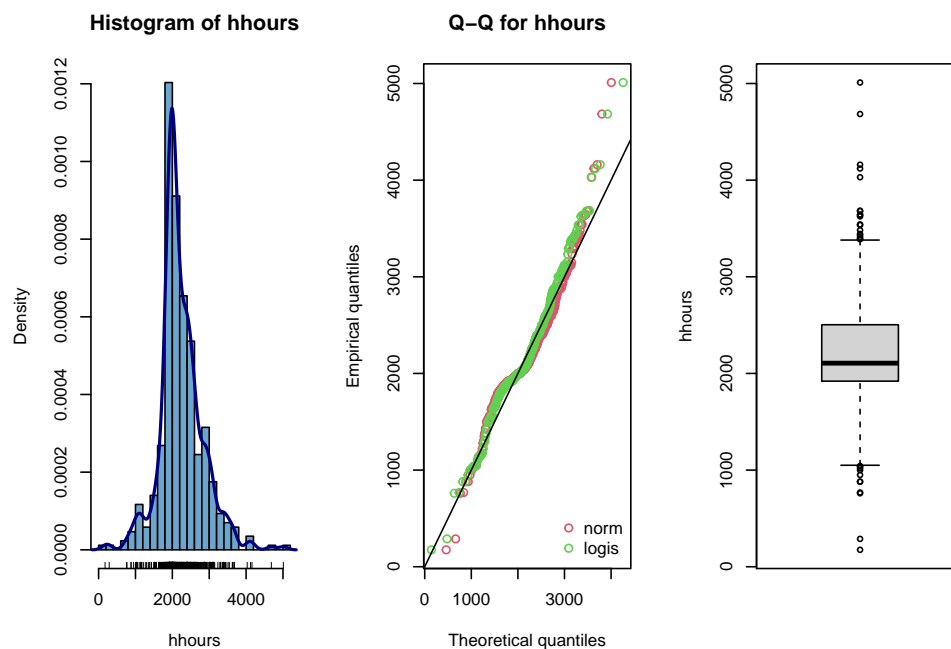 Histogram of hhours
Density
0.0000 0.0002 0.0004 0.0006 0.0008 0.0010 0.0012
0 2000 4000
hhours
Q−Q for hhours
Empirical quantiles
0 1000 2000 3000 4000 5000
norm
logis
0 1000 3000
Theoretical quantiles
hhours
0 1000 2000 3000 4000 5000